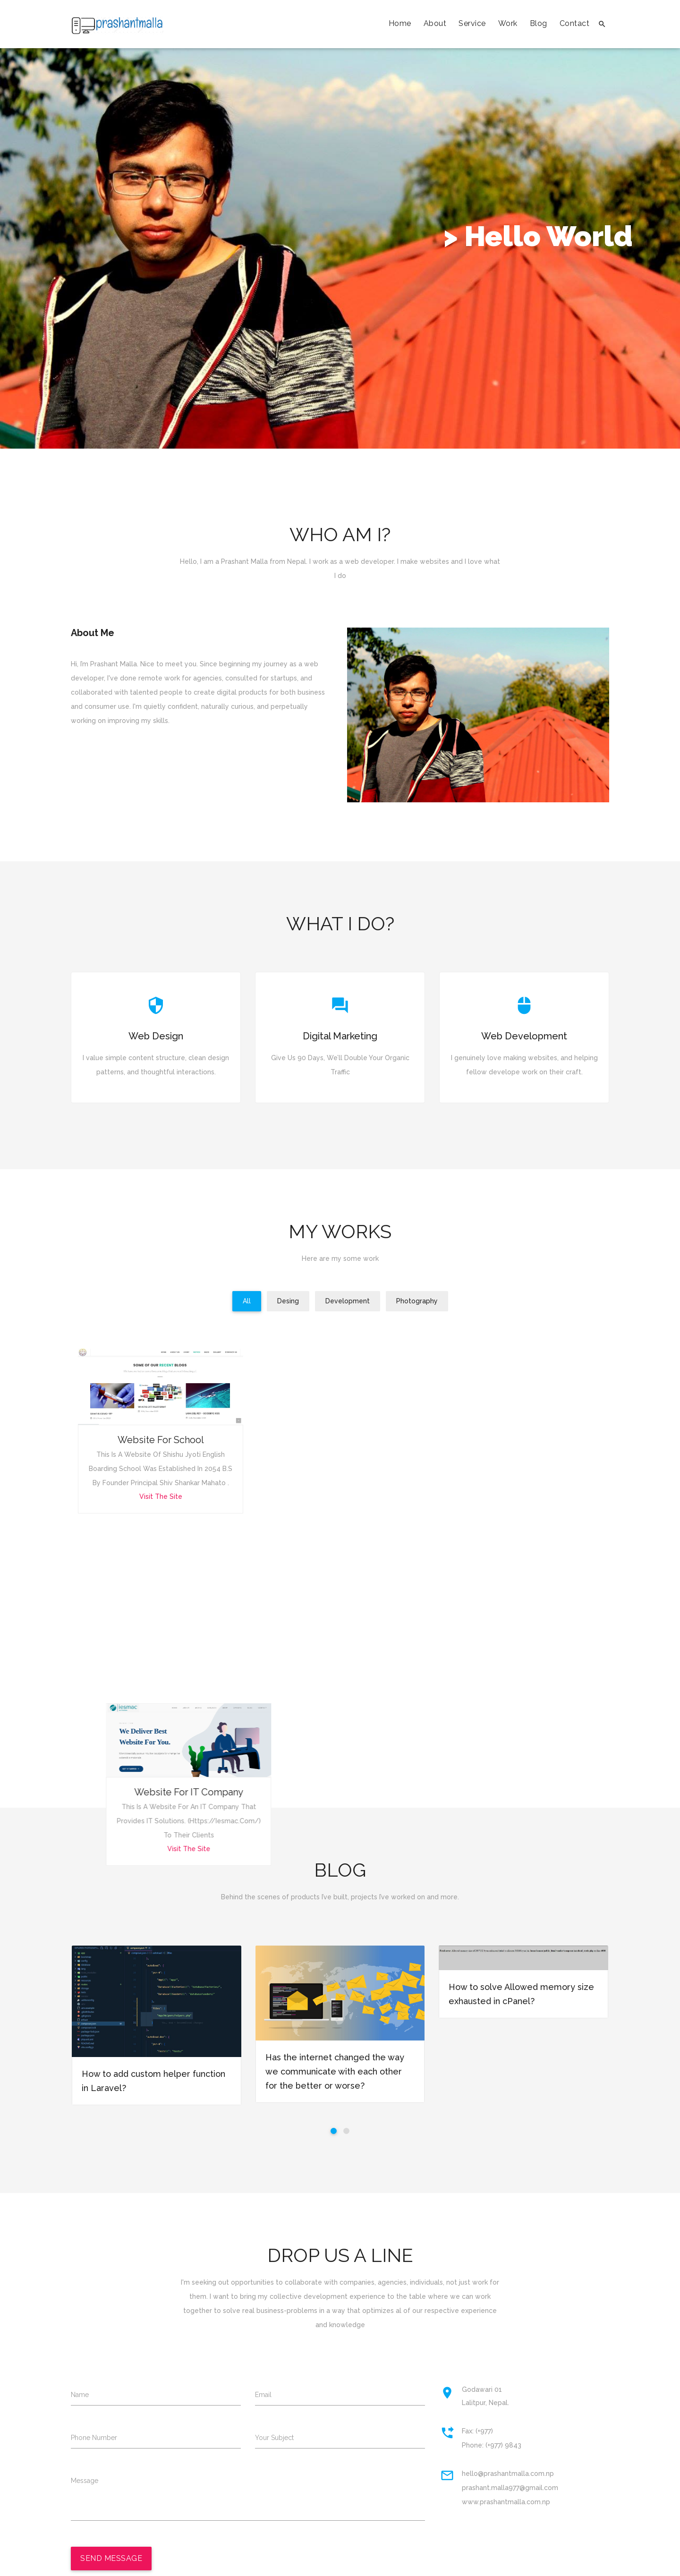 prashantmalla
Home About Service Work Blog Contact
> Hello World
WHO AM I?
Hello, I am a Prashant Malla from Nepal. I work as a web developer. I make websites and I love what
I do
About Me
Hi, I'm Prashant Malla. Nice to meet you. Since beginning my journey as a web
developer, I've done remote work for agencies, consulted for startups, and
collaborated with talented people to create digital products for both business
and consumer use. I'm quietly confident, naturally curious, and perpetually
working on improving my skills.
WHAT I DO?
Web Design
I value simple content structure, clean design
patterns, and thoughtful interactions.
Digital Marketing
Give Us 90 Days, We'll Double Your Organic
Traffic
Web Development
I genuinely love making websites, and helping
fellow develope work on their craft.
MY WORKS
Here are my some work
All Desing Development Photography
SOME OF OUR RECENT BLOGS
Website For School
This Is A Website Of Shishu Jyoti English
Boarding School Was Established In 2054 B.S
By Founder Principal Shiv Shankar Mahato .
Visit The Site
iesmac
We Deliver Best
Website For You.
Website For IT Company
This Is A Website For An IT Company That
Provides IT Solutions. (Https://Iesmac.Com/)
To Their Clients
Visit The Site
BLOG
Behind the scenes of products I've built, projects I've worked on and more.
How to add custom helper function
in Laravel?
Has the internet changed the way
we communicate with each other
for the better or worse?
How to solve Allowed memory size
exhausted in cPanel?
DROP US A LINE
I'm seeking out opportunities to collaborate with companies, agencies, individuals, not just work for
them. I want to bring my collective development experience to the table where we can work
together to solve real business-problems in a way that optimizes al of our respective experience
and knowledge
Name
Email
Phone Number
Your Subject
Message
SEND MESSAGE
Godawari 01
Lalitpur, Nepal.
Fax: (+977)
Phone: (+977) 9843
hello@prashantmalla.com.np
prashant.malla977@gmail.com
www.prashantmalla.com.np